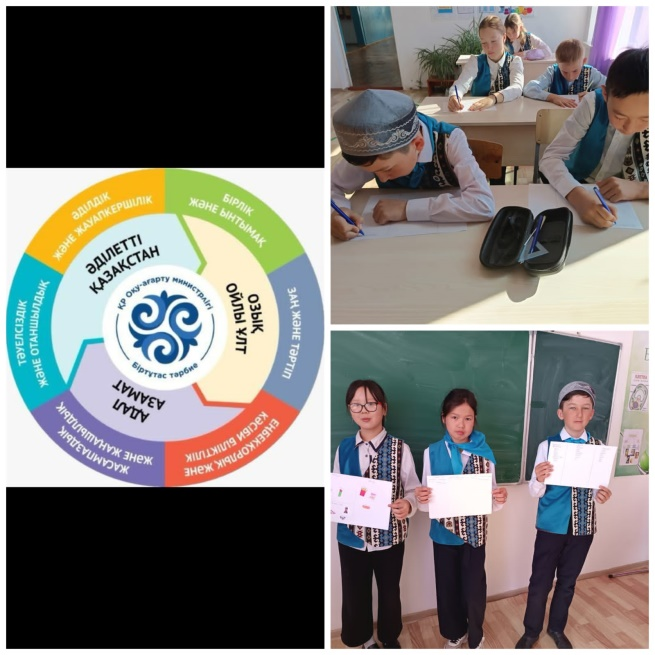 ӘДІЛДІК
ЖӘНЕ ЖАУАПКЕРШІЛІК
БІРЛІК
ЖӘНЕ ЫНТЫМАҚ
ЗАҢ ЖӘНЕ ТӘРТІП
ЕҢБЕКҚОРЛЫҚ ЖӘНЕ
КӘСІБИ БІЛІКТІЛІК
ЖАСАМПАЗДЫҚ
ЖӘНЕ ЖАҢАШЫЛДЫҚ
ТӘУЕЛСІЗДІК
ЖӘНЕ ОТАНШЫЛДЫҚ
ӘДІЛЕТТІ
ҚАЗАҚСТАН
ОЗЫҚ
ОЙЛЫ ҰЛТ
АДАЛ
АЗАМАТ
ҚР Оқу-ағарту министрлігі
Біртұтас тәрбие